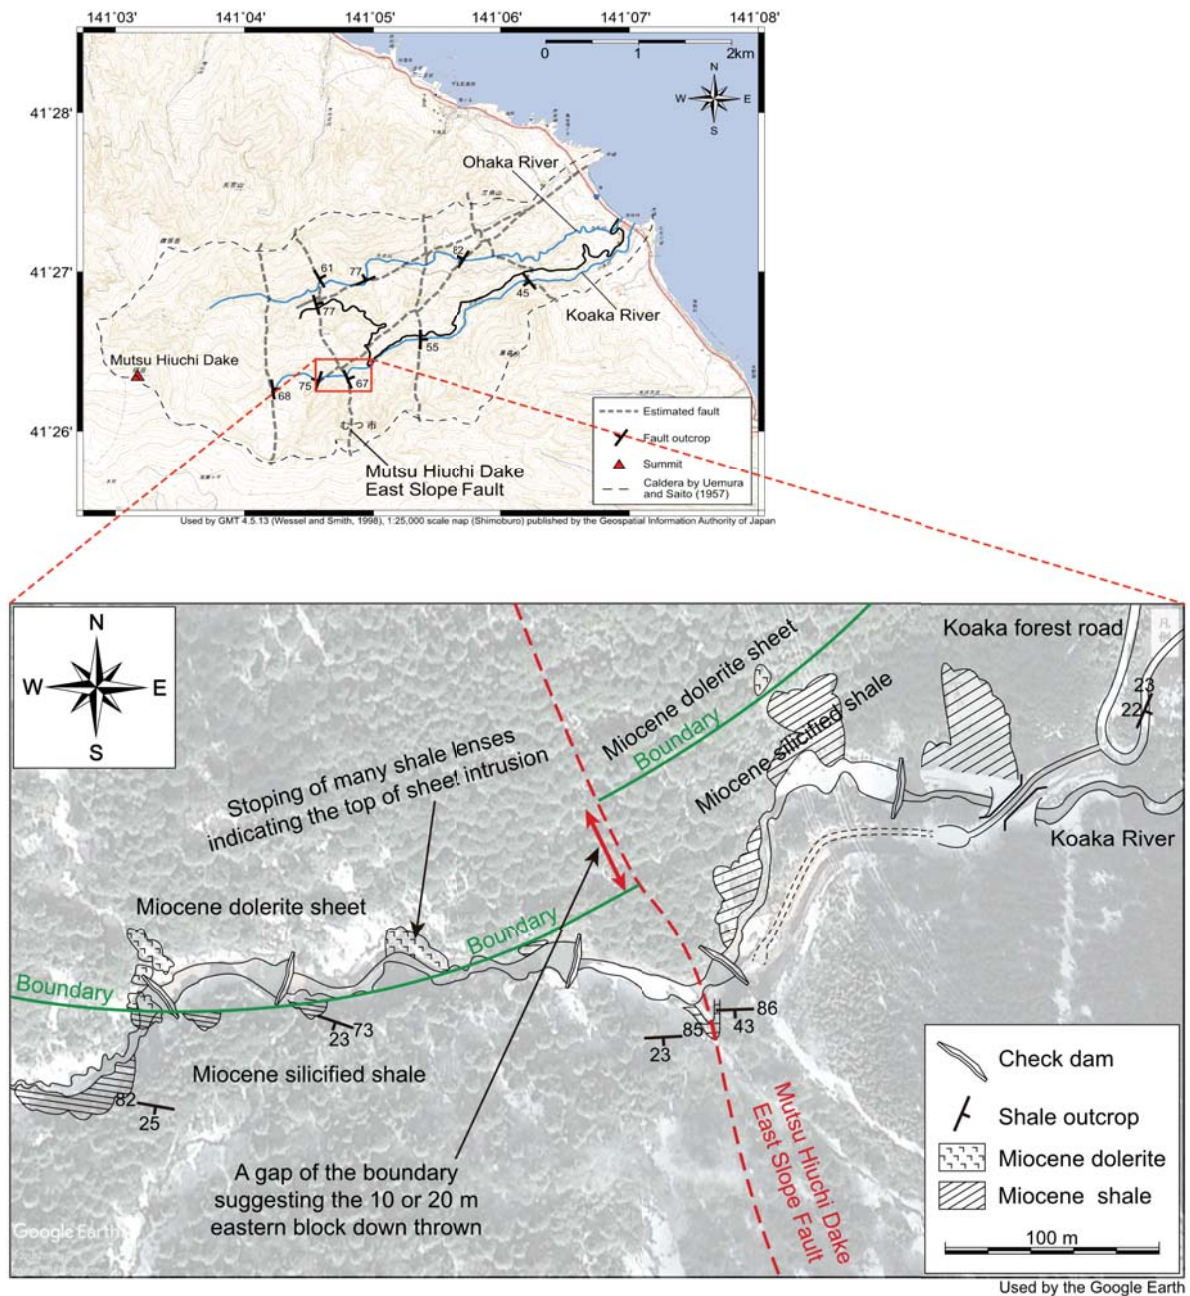 141°03' 141°04' 141°05' 141°06' 141°07' 141°08'
0 1 2km
N
W E
S
41°28'
41°27'
41°26'
Ohaka River
82
61
77
77
45
Koaka River
55
Mutsu Hiuchi Dake
75
67
68
むつ市
Mutsu Hiuchi Dake
East Slope Fault
Estimated fault
Fault outcrop
Summit
Caldera by Uemura
and Saito (1957)
Used by GMT 4.5.13 (Wessel and Smith, 1998), 1:25,000 scale map (Shimoburo) published by the Geospatial Information Authority of Japan
N
W E
S
Koaka forest road
凡例
23
22
Miocene dolerite sheet
Boundary
Miocene silicified shale
Stoping of many shale lenses
indicating the top of sheet intrusion
Koaka River
Miocene dolerite sheet
Boundary
Boundary
86
43
85
23
73
23
Miocene silicified shale
82
25
A gap of the boundary
suggesting the 10 or 20 m
eastern block down thrown
Mutsu Hiuchi Dake
East Slope Fault
Check dam
Shale outcrop
Miocene dolerite
Miocene shale
100 m
Google Earth
Used by the Google Earth